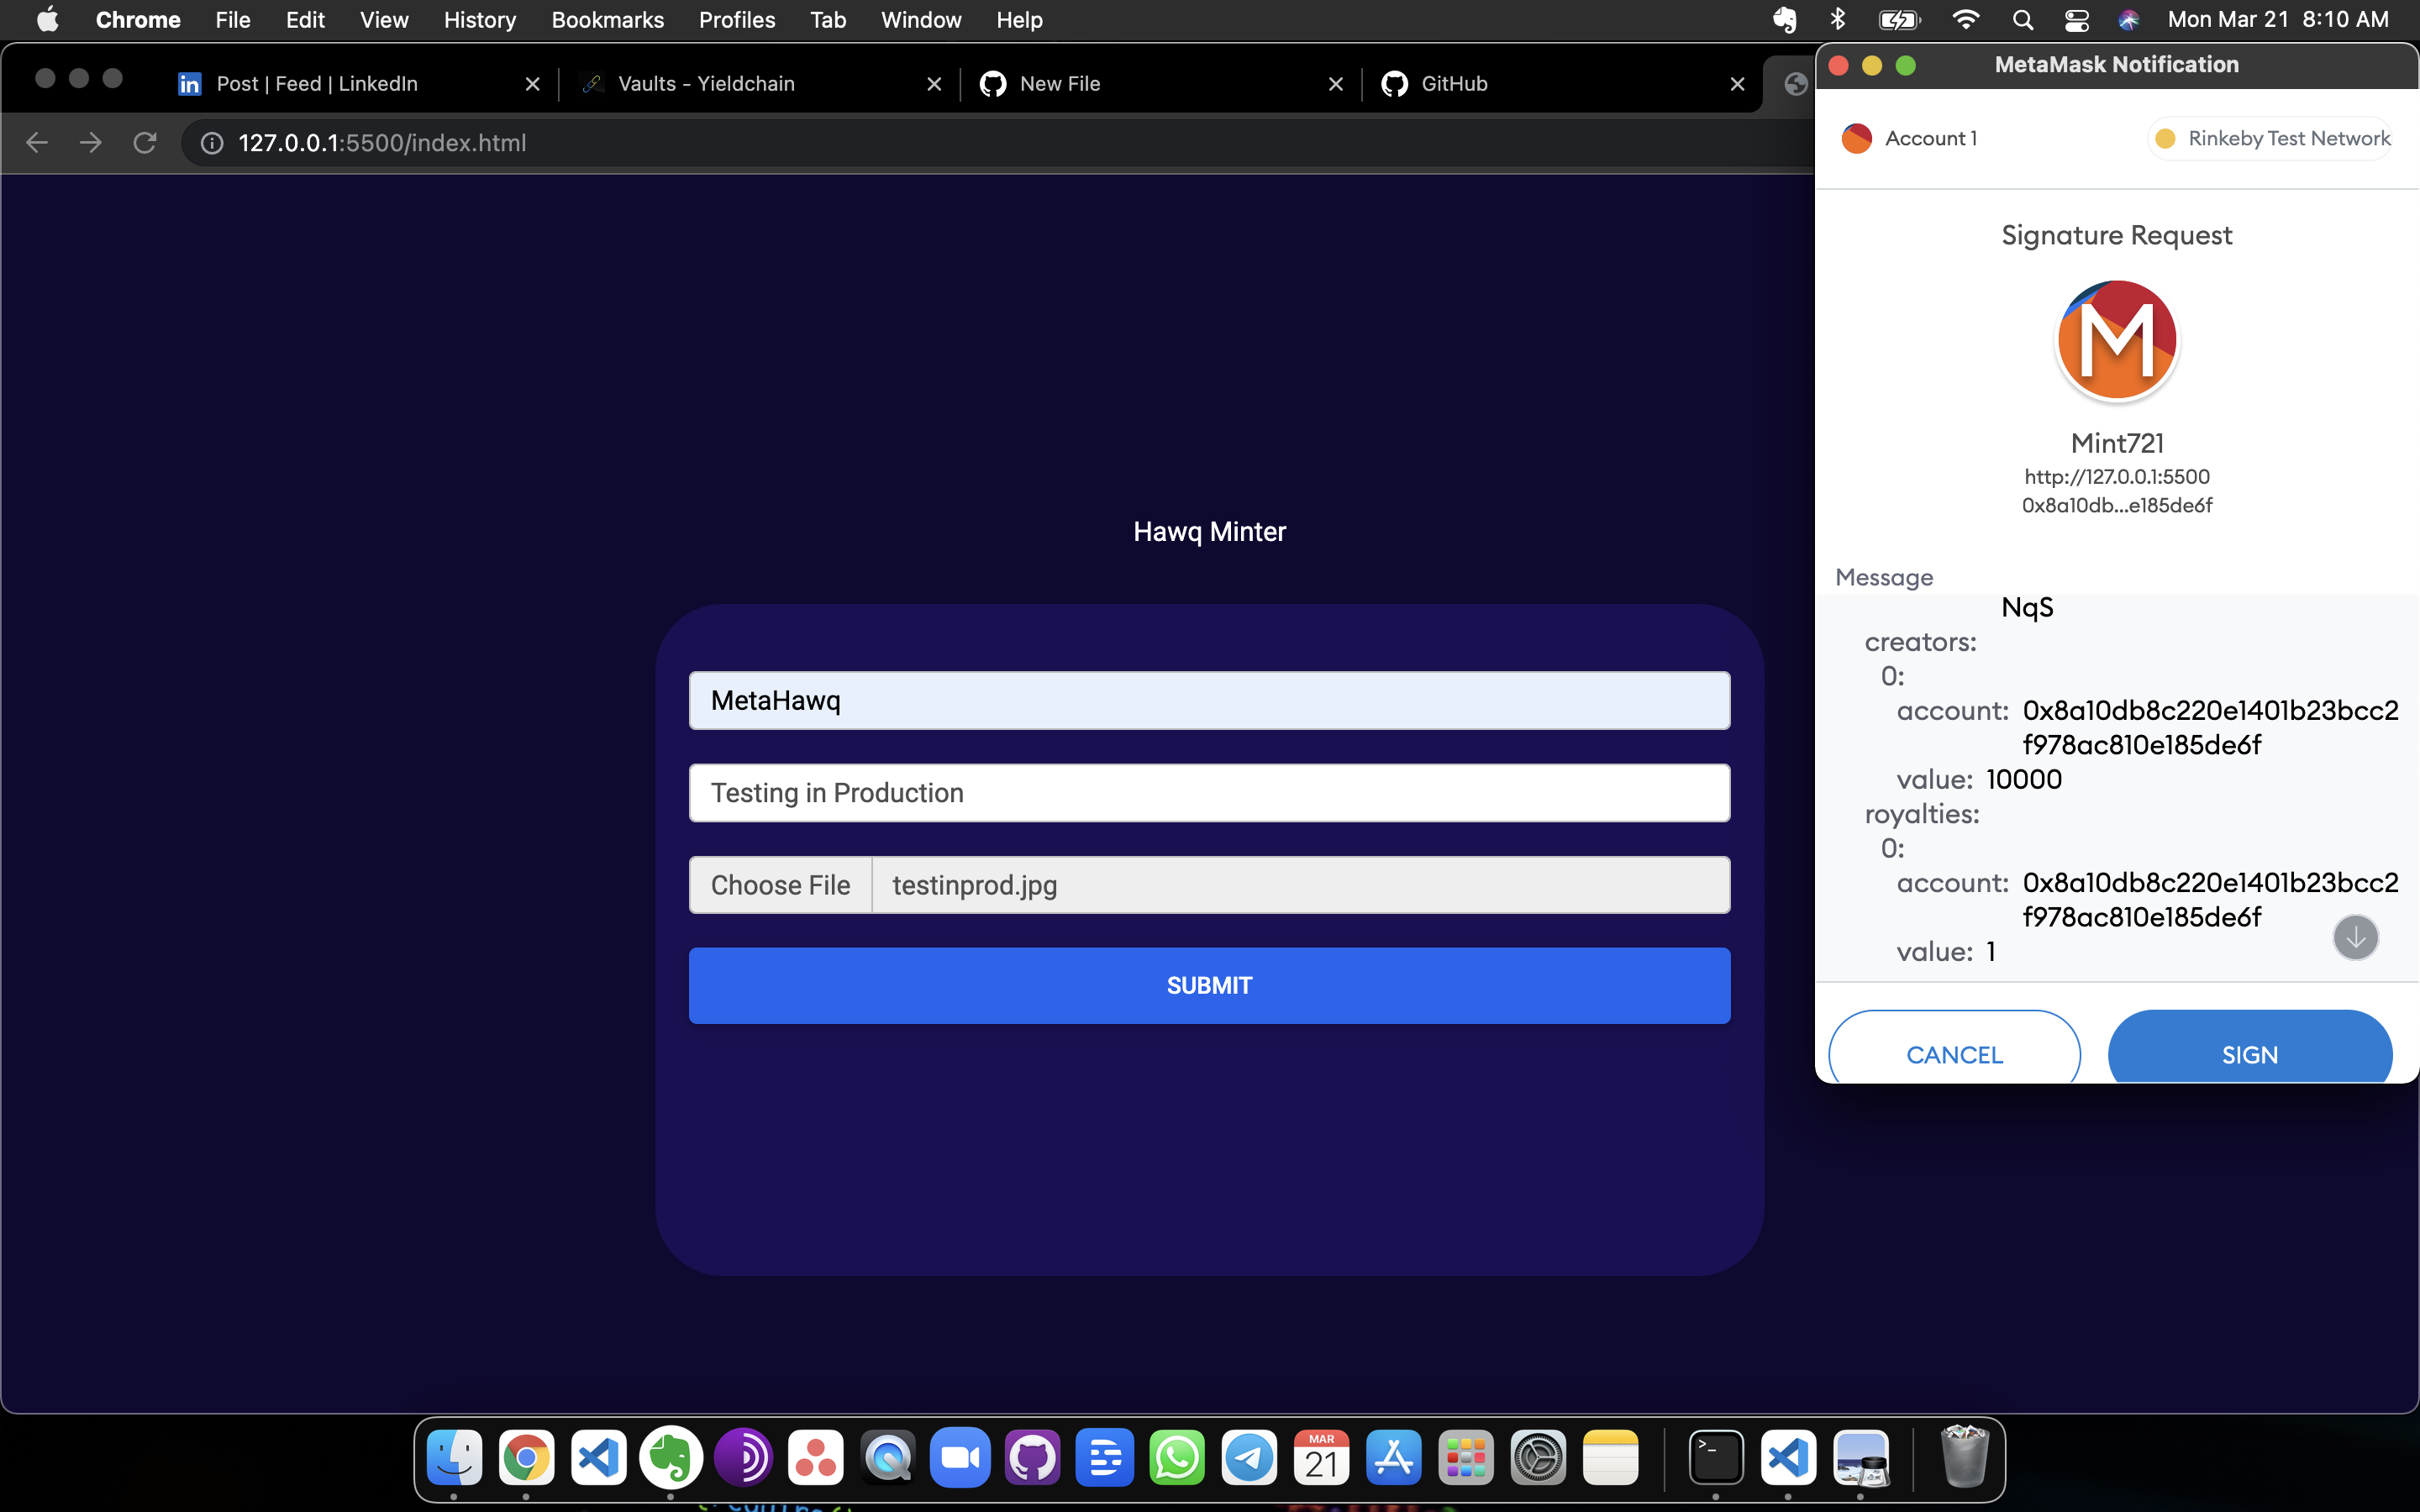 Chrome File Edit View History Bookmarks Profiles Tab Window Help Mon Mar 21 8:10 AM
Post | Feed | LinkedIn
Vaults - Yieldchain
New File
GitHub
127.0.0.1:5500/index.html
Hawq Minter
MetaHawq
Testing in Production
Choose File testinprod.jpg
SUBMIT
MetaMask Notification
Account 1
Rinkeby Test Network
Signature Request
M
Mint721
http://127.0.0.1:5500
0x8a10db...e185de6f
Message
NqS
creators:
0:
account: 0x8a10db8c220e1401b23bcc2
f978ac810e185de6f
value: 10000
royalties:
0:
account: 0x8a10db8c220e1401b23bcc2
f978ac810e185de6f
value: 1
CANCEL
SIGN
MAR
21